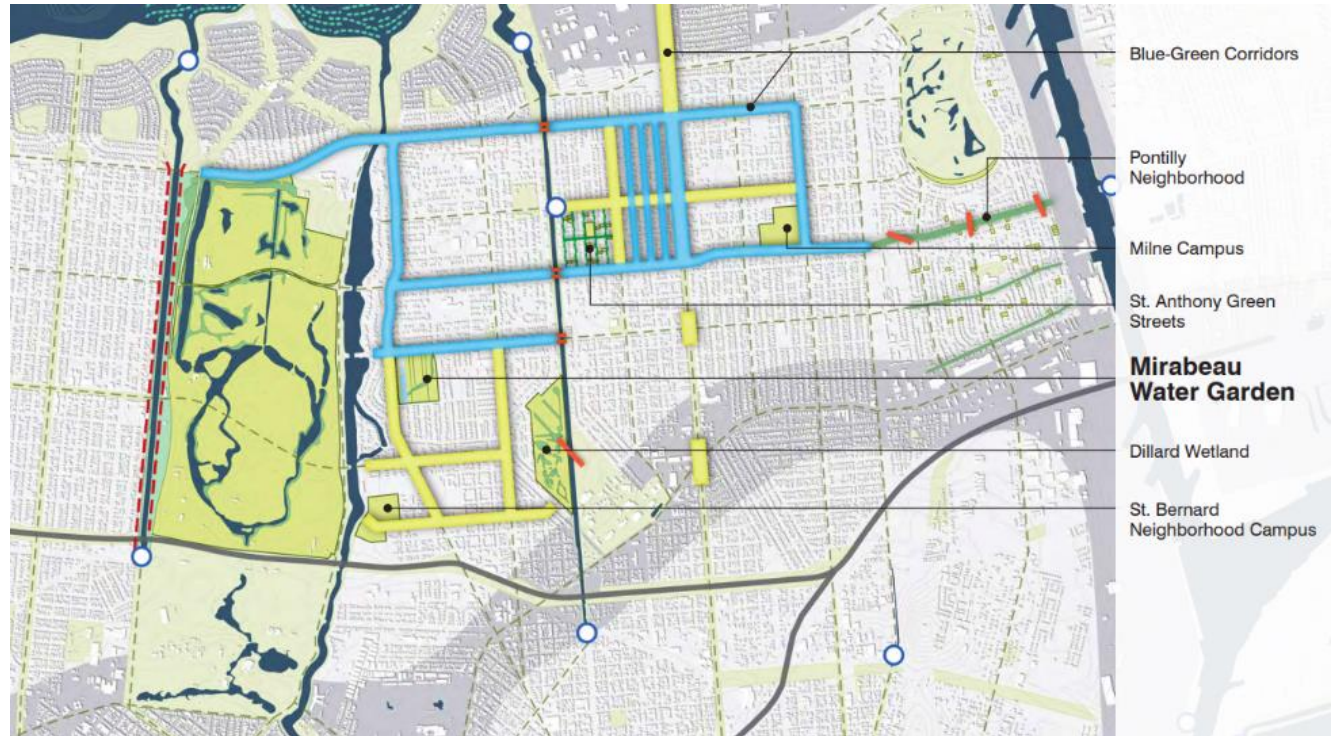 Blue-Green Corridors
Pontilly
Neighborhood
Milne Campus
St. Anthony Green
Streets
Mirabeau
Water Garden
Dillard Wetland
St. Bernard
Neighborhood Campus